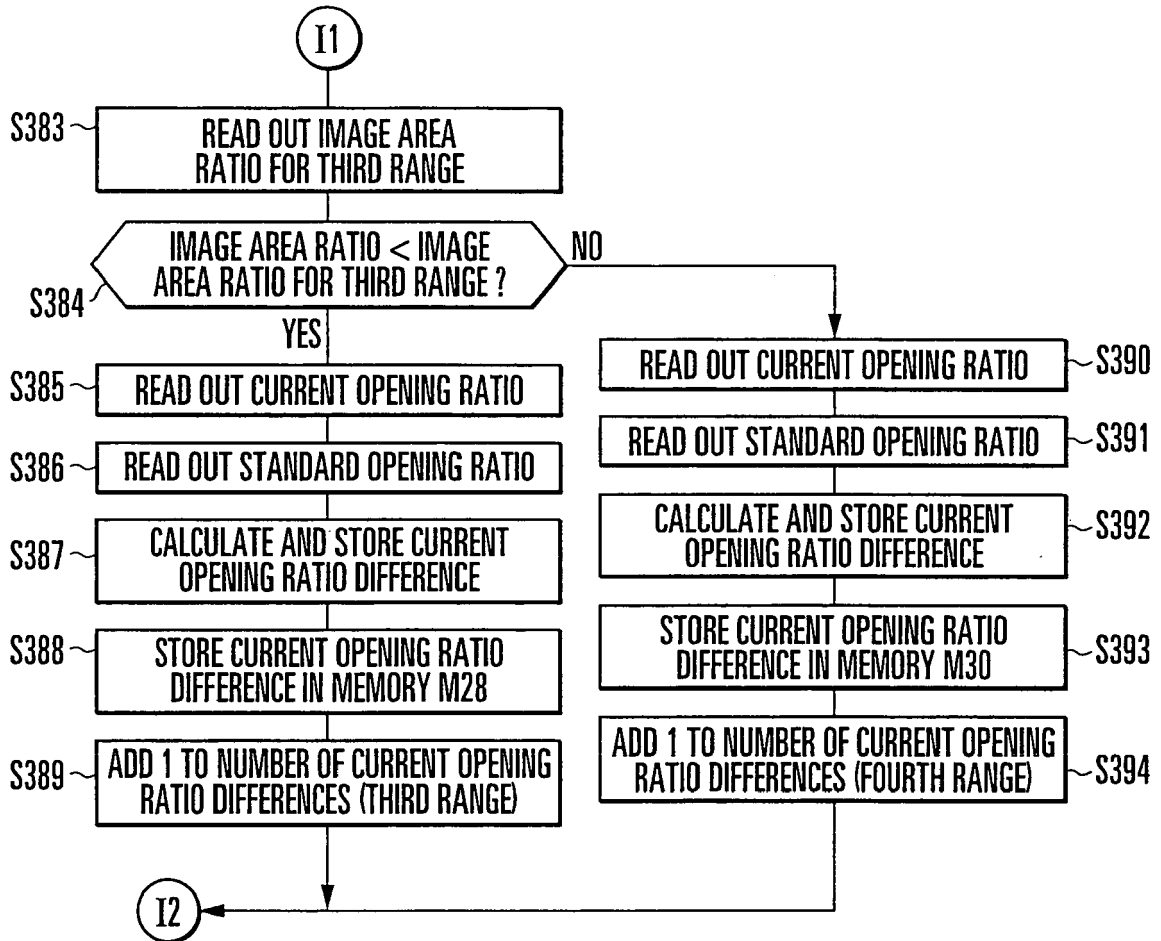 I1
S383
READ OUT IMAGE AREA
RATIO FOR THIRD RANGE
S384
IMAGE AREA RATIO < IMAGE
AREA RATIO FOR THIRD RANGE ?
NO
YES
S385
READ OUT CURRENT OPENING RATIO
S386
READ OUT STANDARD OPENING RATIO
S387
CALCULATE AND STORE CURRENT
OPENING RATIO DIFFERENCE
S388
STORE CURRENT OPENING RATIO
DIFFERENCE IN MEMORY M28
S389
ADD 1 TO NUMBER OF CURRENT OPENING
RATIO DIFFERENCES (THIRD RANGE)
READ OUT CURRENT OPENING RATIO
S390
READ OUT STANDARD OPENING RATIO
S391
CALCULATE AND STORE CURRENT
OPENING RATIO DIFFERENCE
S392
STORE CURRENT OPENING RATIO
DIFFERENCE IN MEMORY M30
S393
ADD 1 TO NUMBER OF CURRENT OPENING
RATIO DIFFERENCES (FOURTH RANGE)
S394
I2